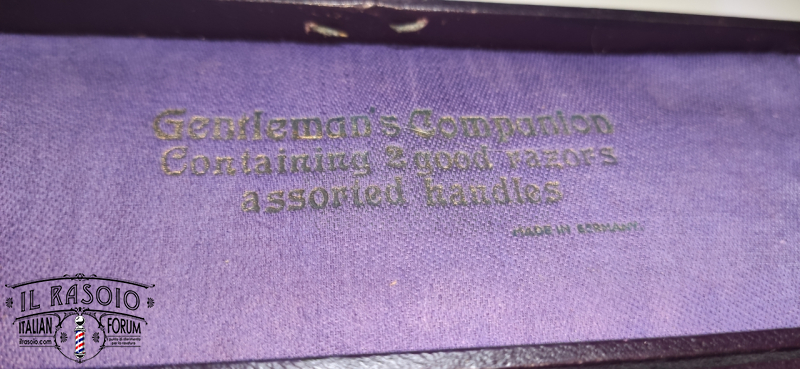 Gentleman's Companion
Containing 2 good razors
assorted handles
MADE IN GERMANY.
IL RASOIO
ITALIAN FORUM
ilrasoio.com